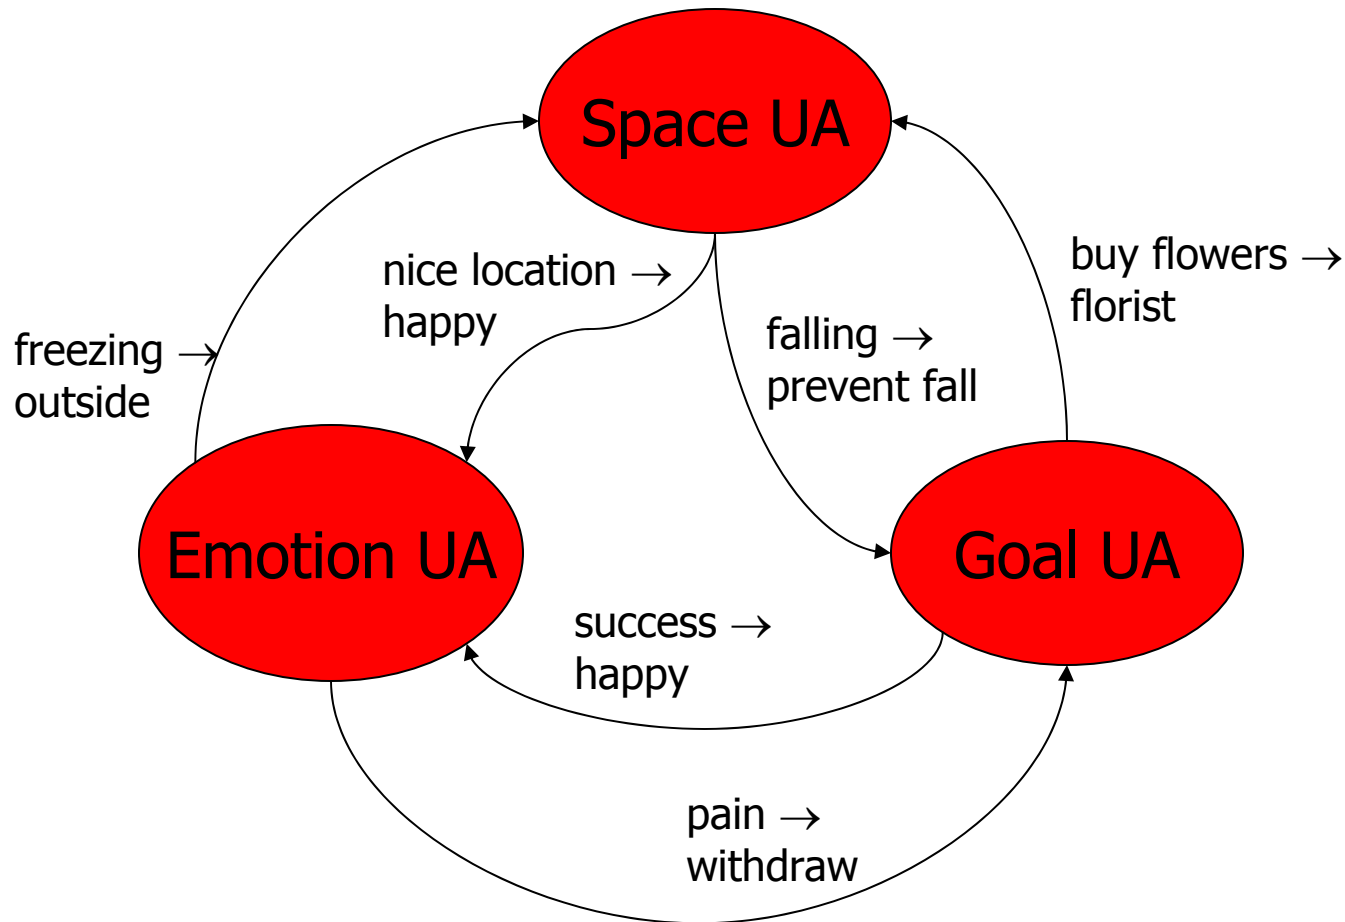 Space UA
nice location →
happy
buy flowers →
florist
falling →
prevent fall
freezing →
outside
Emotion UA
Goal UA
success →
happy
pain →
withdraw